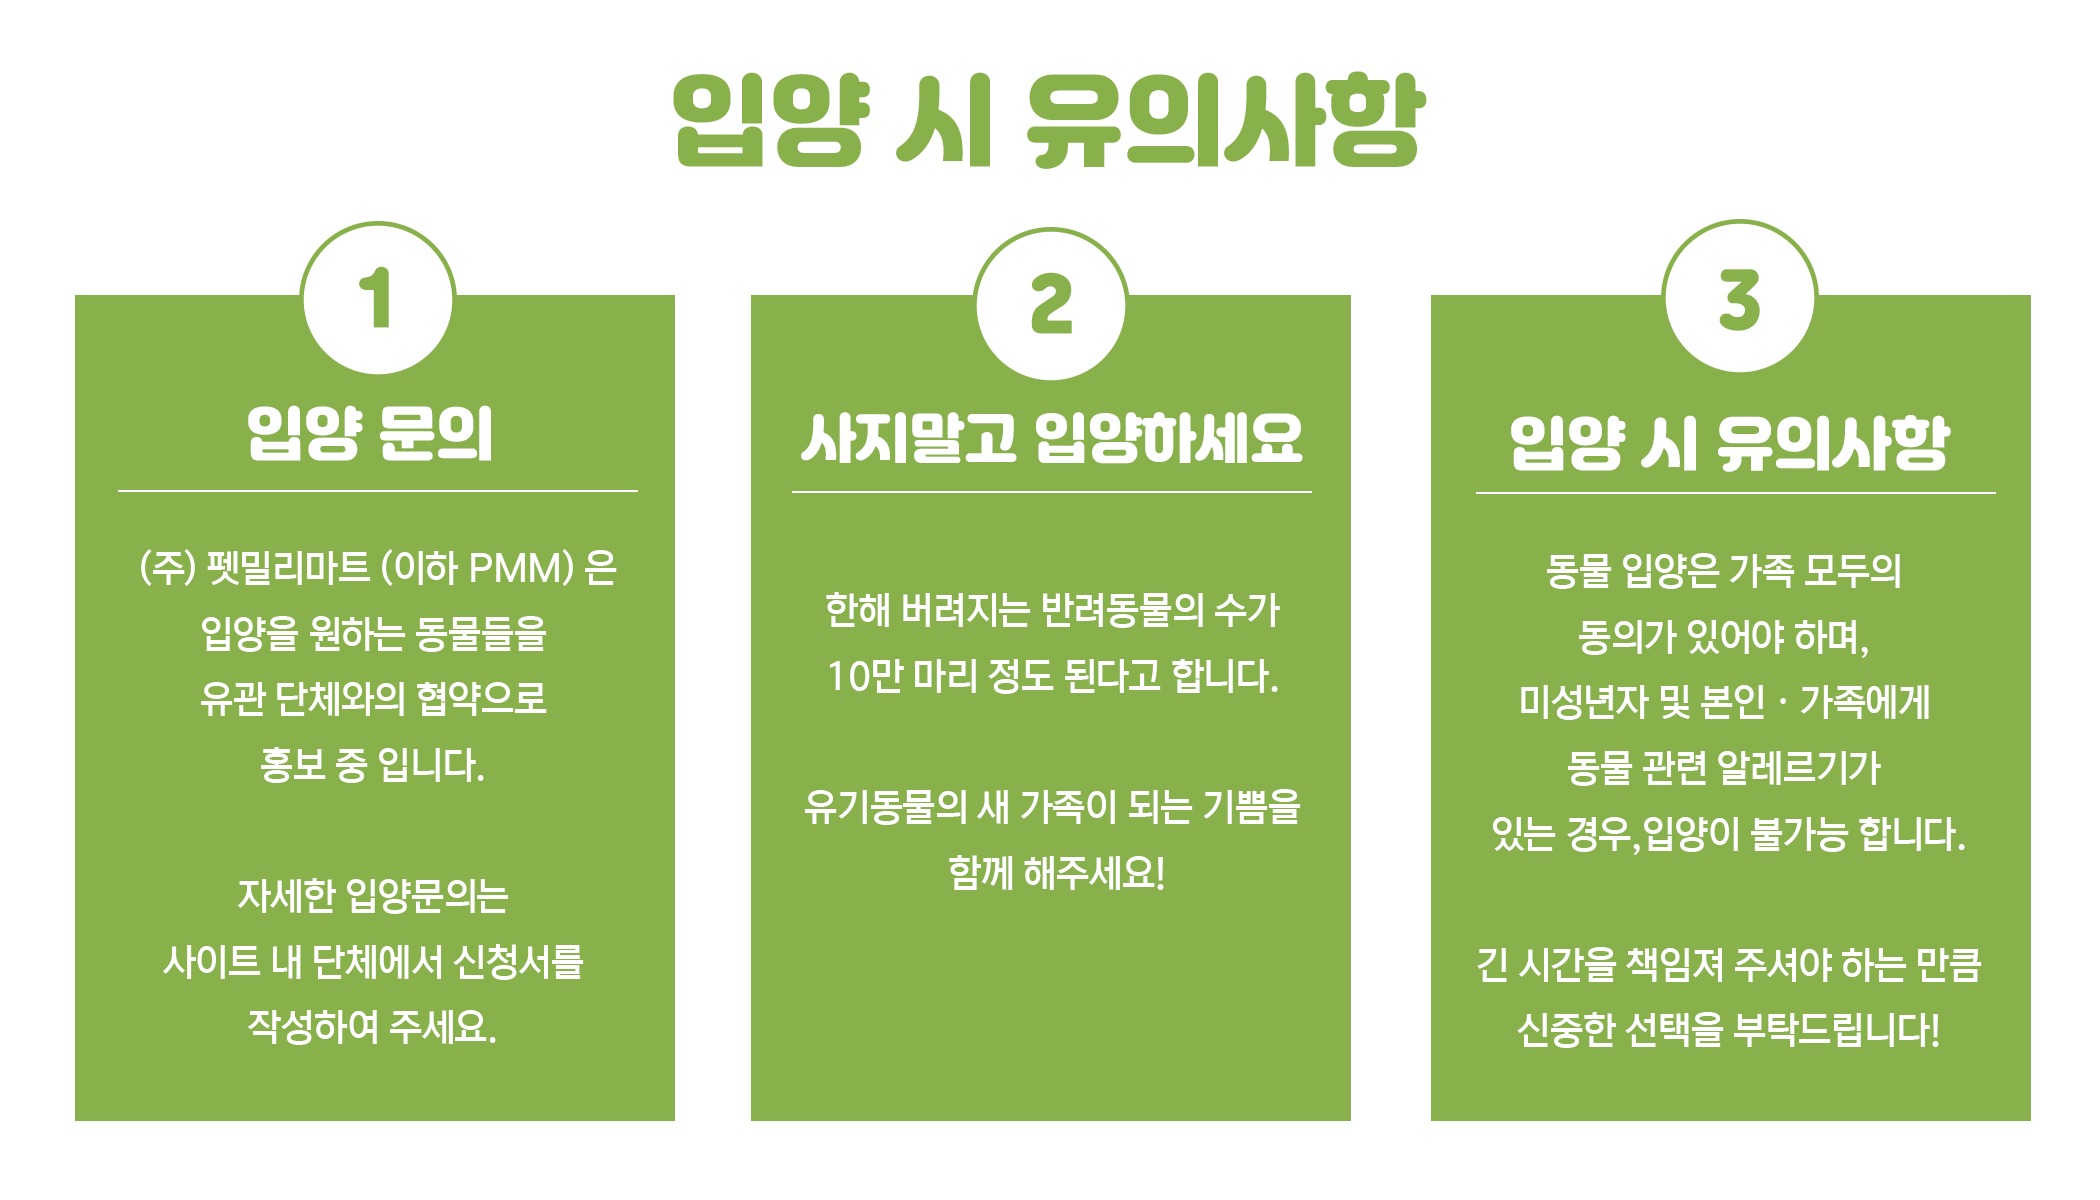 입양 시 유의사항
1
입양 문의
(주) 펫밀리마트 (이하 PMM) 은
입양을 원하는 동물들을
유관 단체와의 협약으로
홍보 중 입니다.
자세한 입양문의는
사이트 내 단체에서 신청서를
작성하여 주세요.
2
사지말고 입양하세요
한해 버려지는 반려동물의 수가
10만 마리 정도 된다고 합니다.
유기동물의 새 가족이 되는 기쁨을
함께 해주세요!
3
입양 시 유의사항
동물 입양은 가족 모두의
동의가 있어야 하며,
미성년자 및 본인 · 가족에게
동물 관련 알레르기가
있는 경우,입양이 불가능 합니다.
긴 시간을 책임져 주셔야 하는 만큼
신중한 선택을 부탁드립니다!